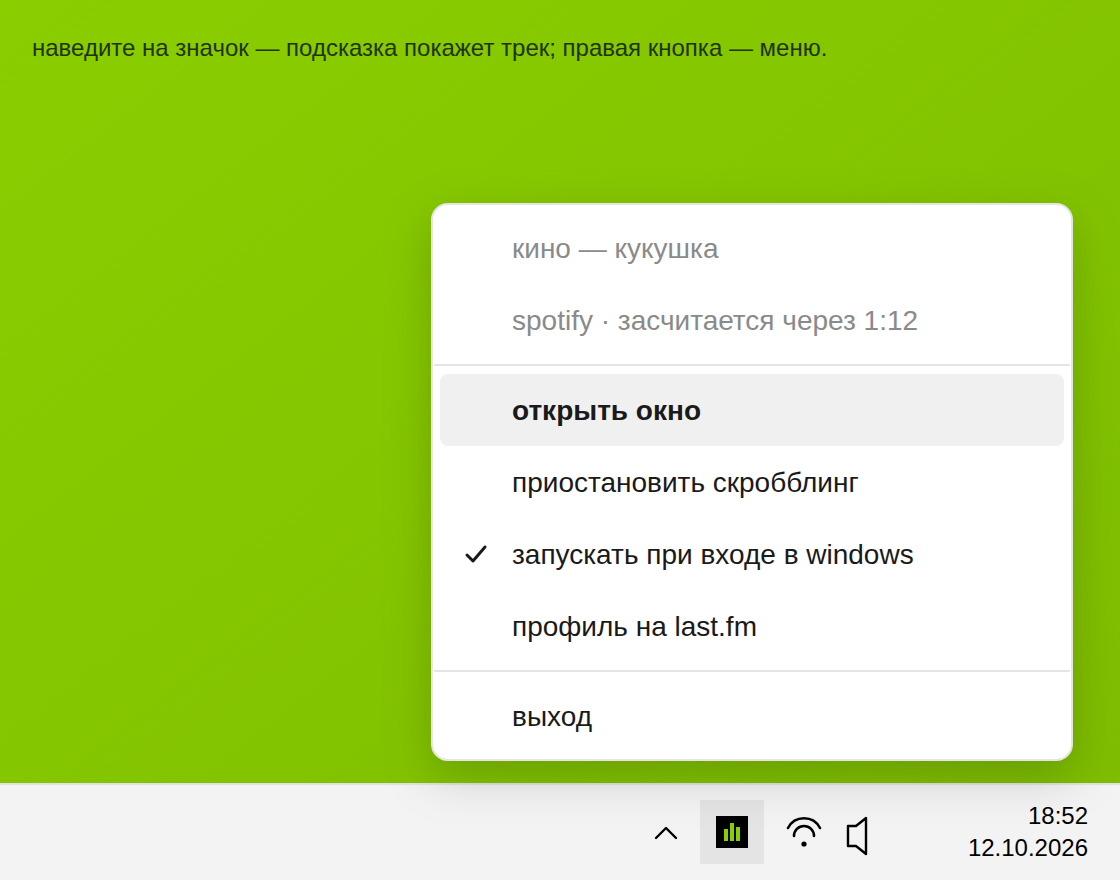 наведите на значок — подсказка покажет трек; правая кнопка — меню.
кино — кукушка
spotify · засчитается через 1:12
открыть окно
приостановить скробблинг
запускать при входе в windows
профиль на last.fm
выход
18:52
12.10.2026